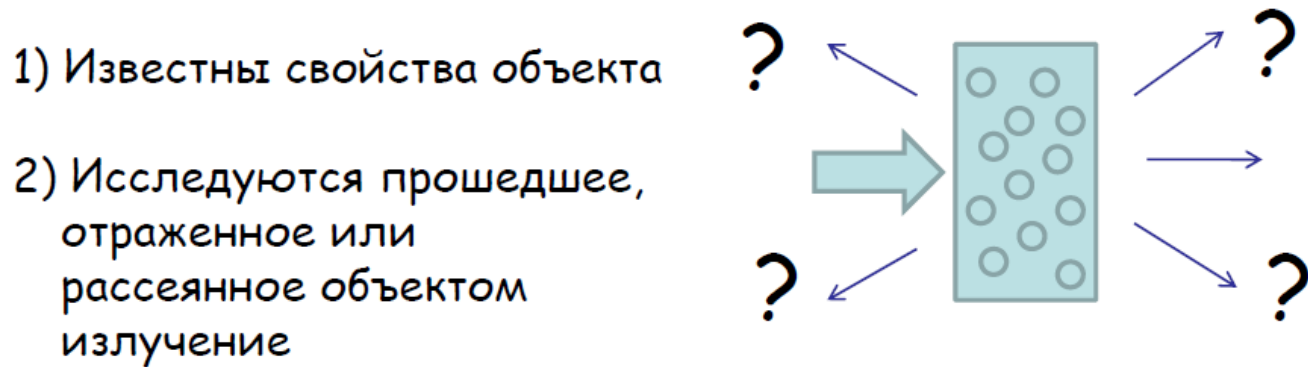 1) Известны свойства объекта
2) Исследуются прошедшее,
отраженное или
рассеянное объектом
излучение
?
?
?
?